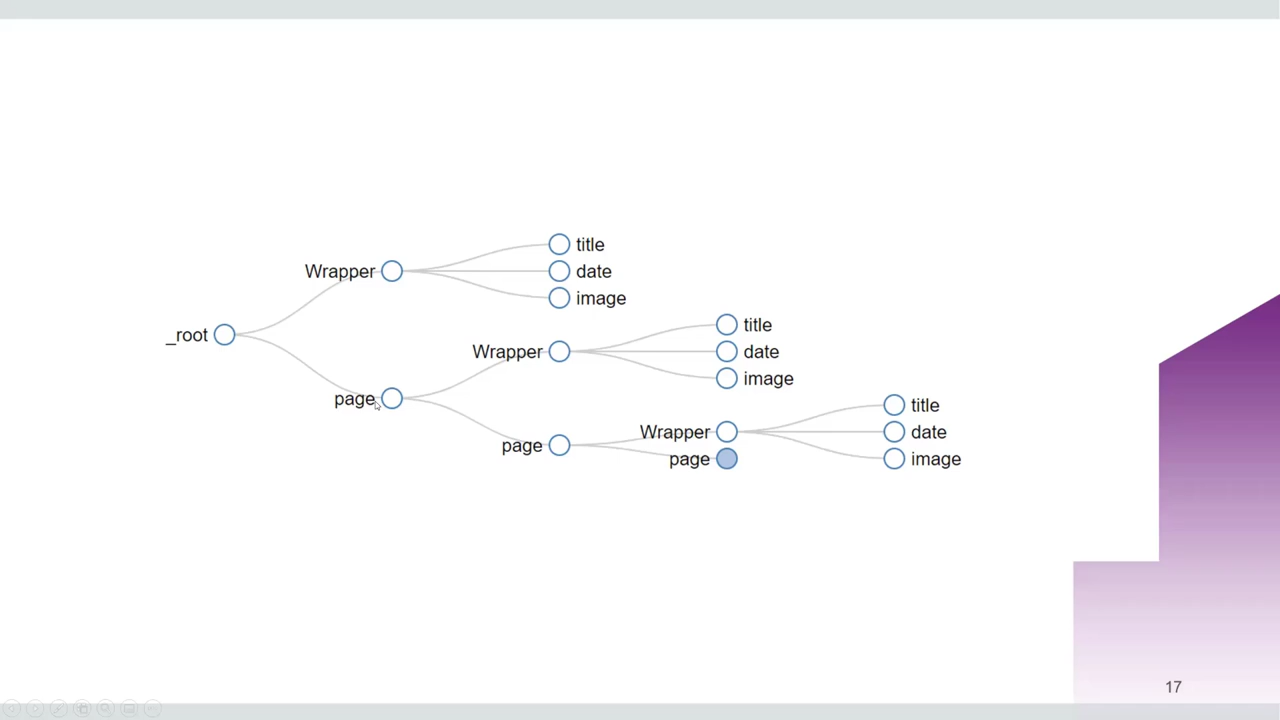 title
Wrapper
date
image
title
_root
Wrapper
date
image
page
title
Wrapper
date
page
page
image
17